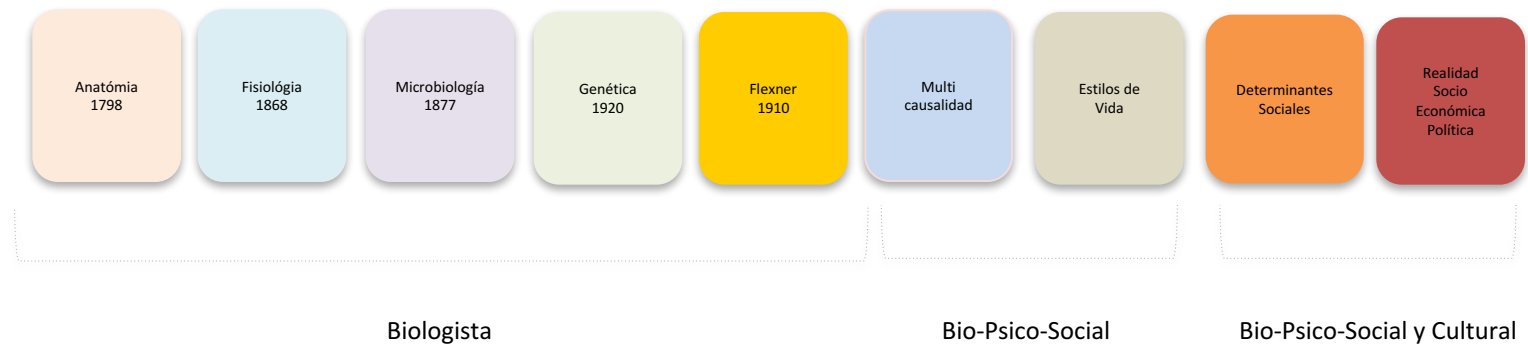 Anatómia
1798
Fisiológia
1868
Microbiología
1877
Genética
1920
Flexner
1910
Multi
causalidad
Estilos de
Vida
Determinantes
Sociales
Realidad
Socio
Económica
Política
Biologista
Bio-Psico-Social
Bio-Psico-Social y Cultural